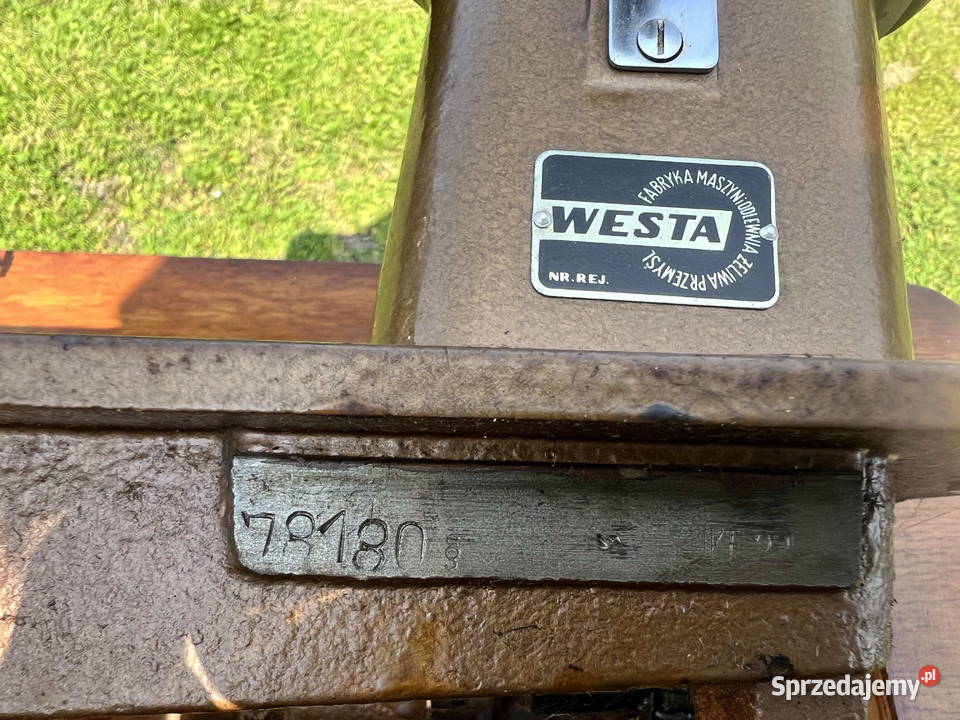 FABRYKA MASZYN i ODLEWNIA ŻELIWA PRZEMYŚL
WESTA
NR. REJ.
78180
Sprzedajemy.pl